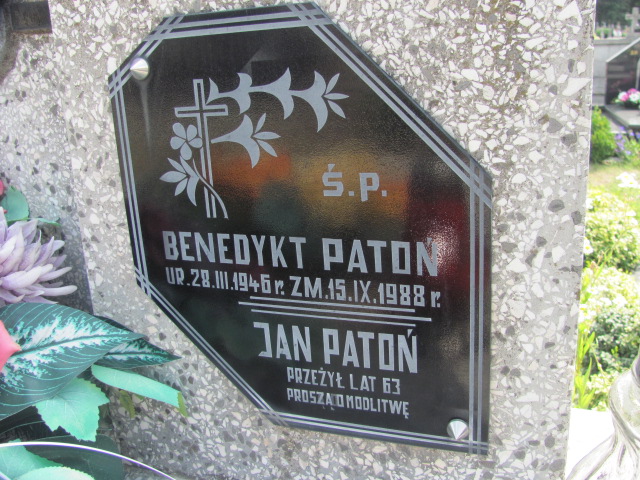 Ś.P.
BENEDYKT PATOŃ
UR. 28.III.1946 r. ZM.15.IX.1988 r.
JAN PATOŃ
PRZEŻYŁ LAT 63
PROSZĄ O MODLITWĘ